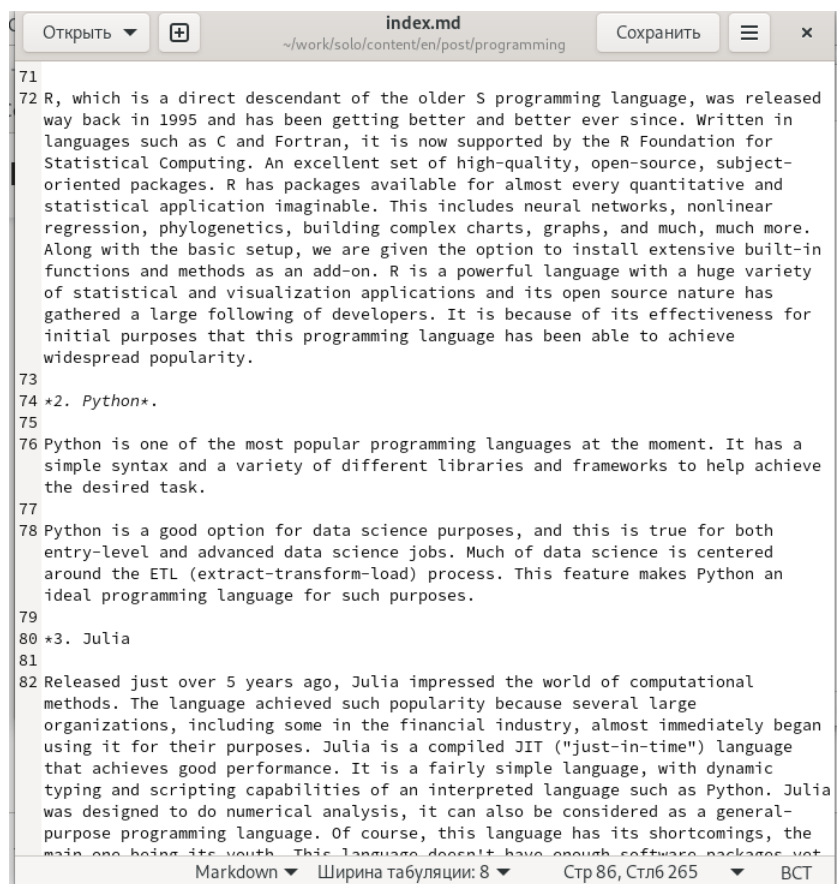 Открыть
index.md
~/work/solo/content/en/post/programming
Сохранить
71
72 R, which is a direct descendant of the older S programming language, was released
way back in 1995 and has been getting better and better ever since. Written in
languages such as C and Fortran, it is now supported by the R Foundation for
Statistical Computing. An excellent set of high-quality, open-source, subject-
oriented packages. R has packages available for almost every quantitative and
statistical application imaginable. This includes neural networks, nonlinear
regression, phylogenetics, building complex charts, graphs, and much, much more.
Along with the basic setup, we are given the option to install extensive built-in
functions and methods as an add-on. R is a powerful language with a huge variety
of statistical and visualization applications and its open source nature has
gathered a large following of developers. It is because of its effectiveness for
initial purposes that this programming language has been able to achieve
widespread popularity.
73
74 *2. Python*.
75
76 Python is one of the most popular programming languages at the moment. It has a
simple syntax and a variety of different libraries and frameworks to help achieve
the desired task.
77
78 Python is a good option for data science purposes, and this is true for both
entry-level and advanced data science jobs. Much of data science is centered
around the ETL (extract-transform-load) process. This feature makes Python an
ideal programming language for such purposes.
79
80 *3. Julia
81
82 Released just over 5 years ago, Julia impressed the world of computational
methods. The language achieved such popularity because several large
organizations, including some in the financial industry, almost immediately began
using it for their purposes. Julia is a compiled JIT ("just-in-time") language
that achieves good performance. It is a fairly simple language, with dynamic
typing and scripting capabilities of an interpreted language such as Python. Julia
was designed to do numerical analysis, it can also be considered as a general-
purpose programming language. Of course, this language has its shortcomings, the
main one being its youth. This language doesn't have enough software packages yet
Markdown Ширина табуляции: 8 Стр 86, Стлб 265 ВСТ